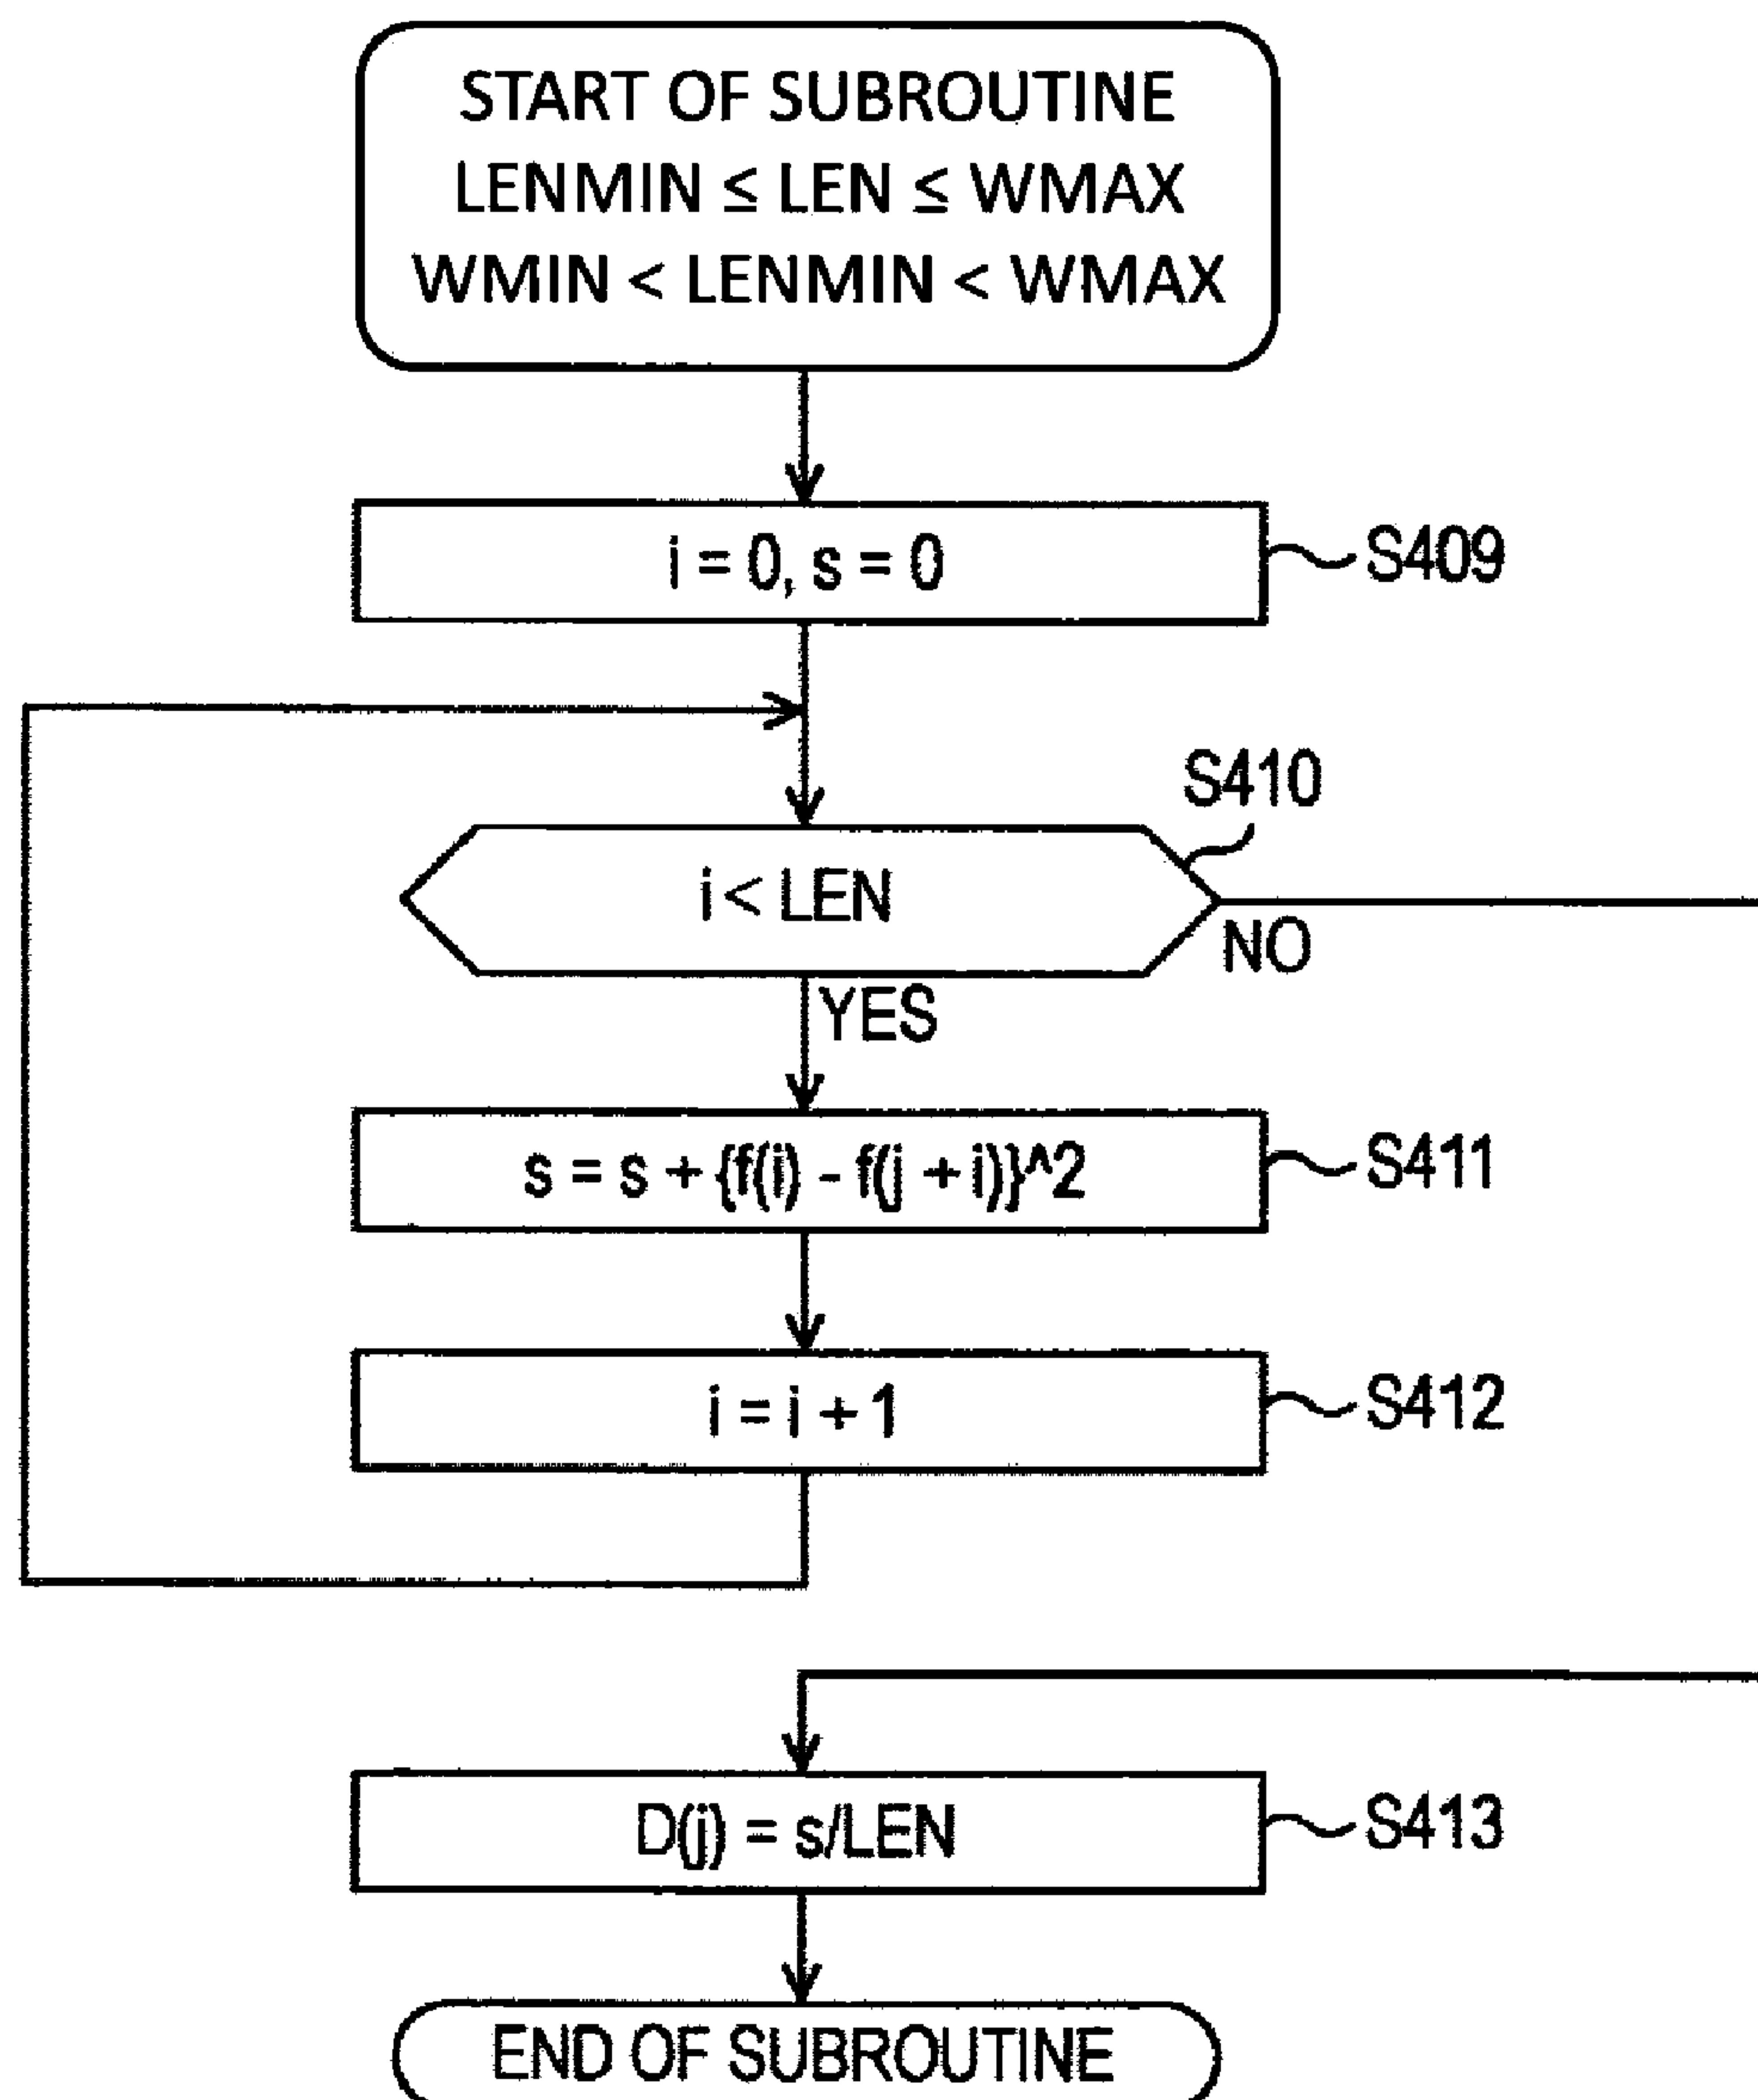 START OF SUBROUTINE
LENMIN ≤ LEN ≤ WMAX
WMIN < LENMIN < WMAX
i = 0, s = 0
S409
S410
i < LEN
NO
YES
s = s + {f(i) - f(j + i)}^2
S411
i = i + 1
S412
D(j) = s/LEN
S413
END OF SUBROUTINE